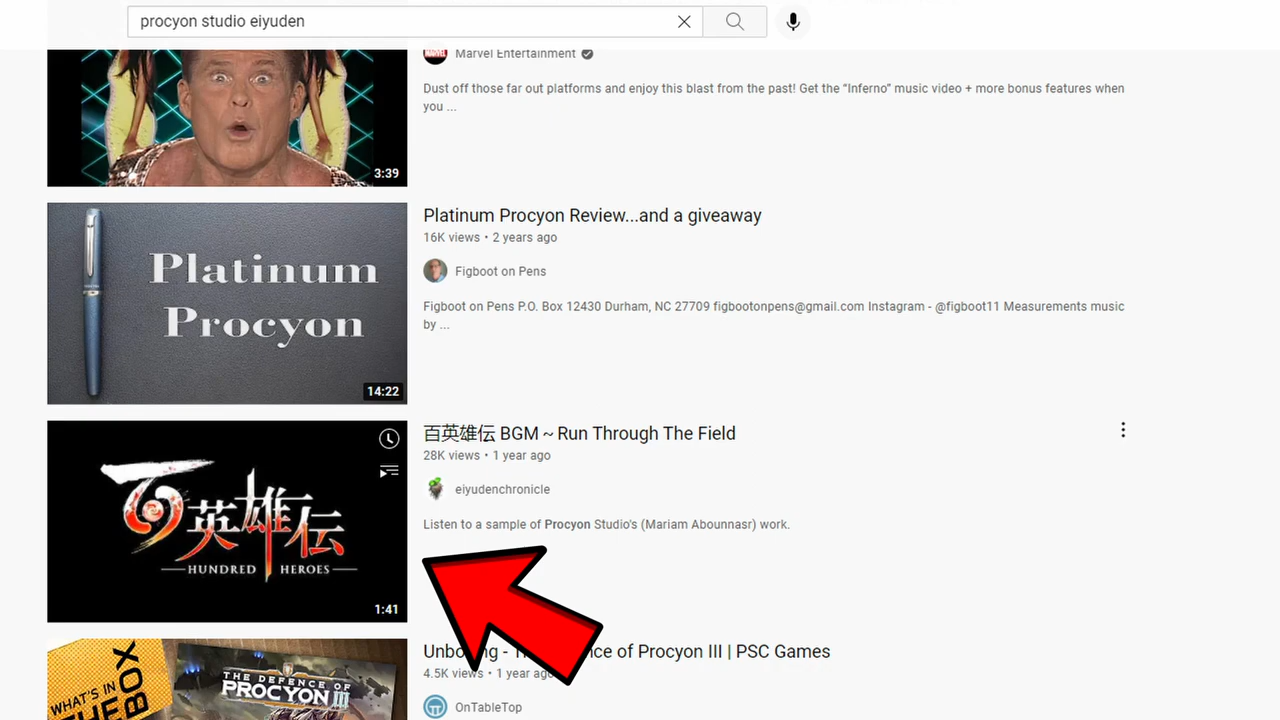 procyon studio eiyuden
Marvel Entertainment
Dust off those far out platforms and enjoy this blast from the past! Get the “Inferno” music video + more bonus features when
you ...
3:39
Platinum
Procyon
14:22
Platinum Procyon Review...and a giveaway
16K views • 2 years ago
Figboot on Pens
Figboot on Pens P.O. Box 12430 Durham, NC 27709 figbootonpens@gmail.com Instagram - @figboot11 Measurements music
by ...
百英雄伝
HUNDRED HEROES
1:41
百英雄伝 BGM ~ Run Through The Field
28K views • 1 year ago
eiyudenchronicle
Listen to a sample of Procyon Studio's (Mariam Abounnasr) work.
WHAT'S IN
THE BOX
THE DEFENCE OF
PROCYON III
Unboxing - The Defence of Procyon III | PSC Games
4.5K views • 1 year ago
OnTableTop